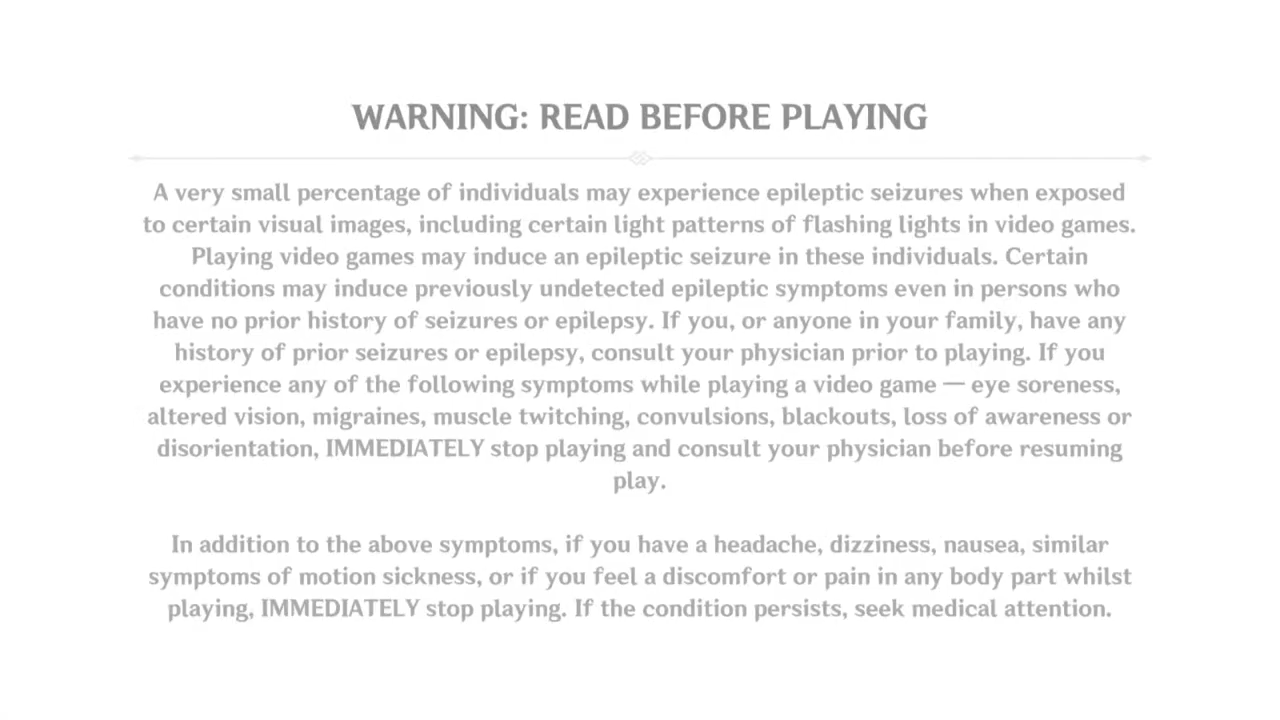 WARNING: READ BEFORE PLAYING
A very small percentage of individuals may experience epileptic seizures when exposed
to certain visual images, including certain light patterns of flashing lights in video games.
Playing video games may induce an epileptic seizure in these individuals. Certain
conditions may induce previously undetected epileptic symptoms even in persons who
have no prior history of seizures or epilepsy. If you, or anyone in your family, have any
history of prior seizures or epilepsy, consult your physician prior to playing. If you
experience any of the following symptoms while playing a video game — eye soreness,
altered vision, migraines, muscle twitching, convulsions, blackouts, loss of awareness or
disorientation, IMMEDIATELY stop playing and consult your physician before resuming
play.
In addition to the above symptoms, if you have a headache, dizziness, nausea, similar
symptoms of motion sickness, or if you feel a discomfort or pain in any body part whilst
playing, IMMEDIATELY stop playing. If the condition persists, seek medical attention.